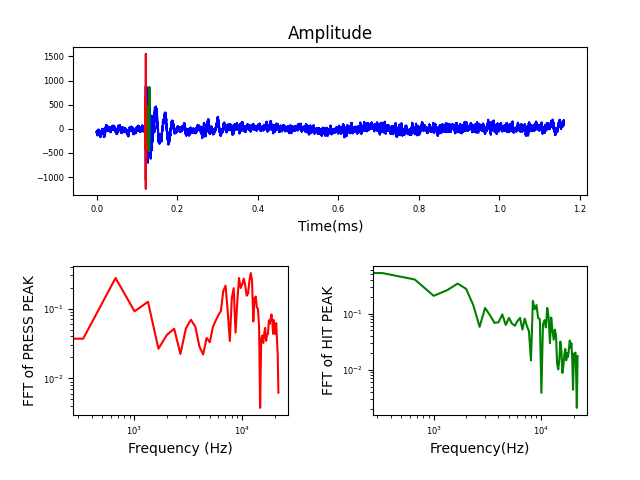 Amplitude
1500
1000
500
0
−500
−1000
0.0 0.2 0.4 0.6 0.8 1.0 1.2
Time(ms)
FFT of PRESS PEAK
10⁻¹
10⁻²
10³ 10⁴
Frequency (Hz)
FFT of HIT PEAK
10⁻¹
10⁻²
10³ 10⁴
Frequency(Hz)